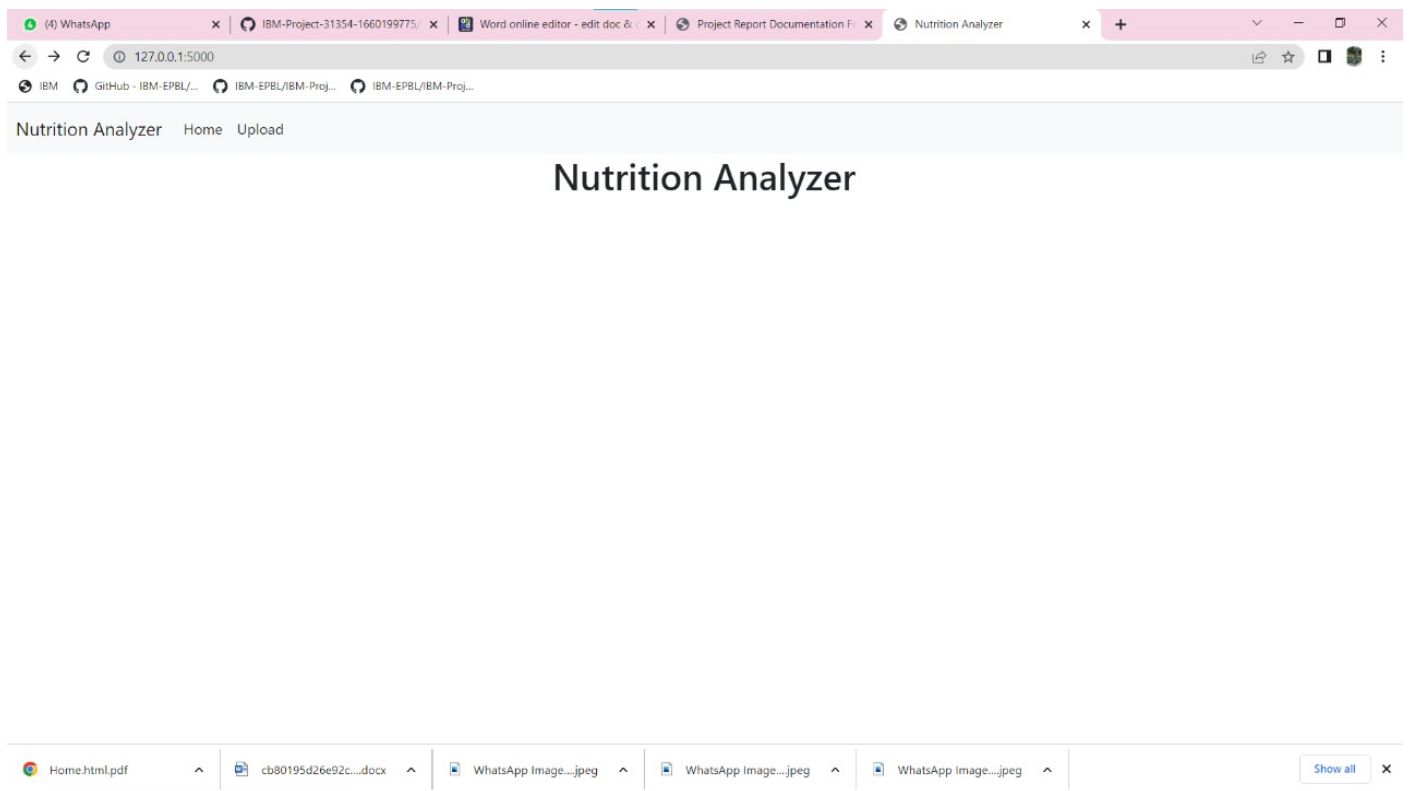 (4) WhatsApp
IBM-Project-31354-1660199775/
Word online editor - edit doc &
Project Report Documentation
Nutrition Analyzer
127.0.0.1:5000
IBM
GitHub - IBM-EPBL/...
IBM-EPBL/IBM-Proj...
IBM-EPBL/IBM-Proj...
Nutrition Analyzer Home Upload
Nutrition Analyzer
Home.html.pdf
cb80195d26e92c....docx
WhatsApp Image....jpeg
WhatsApp Image....jpeg
WhatsApp Image....jpeg
Show all